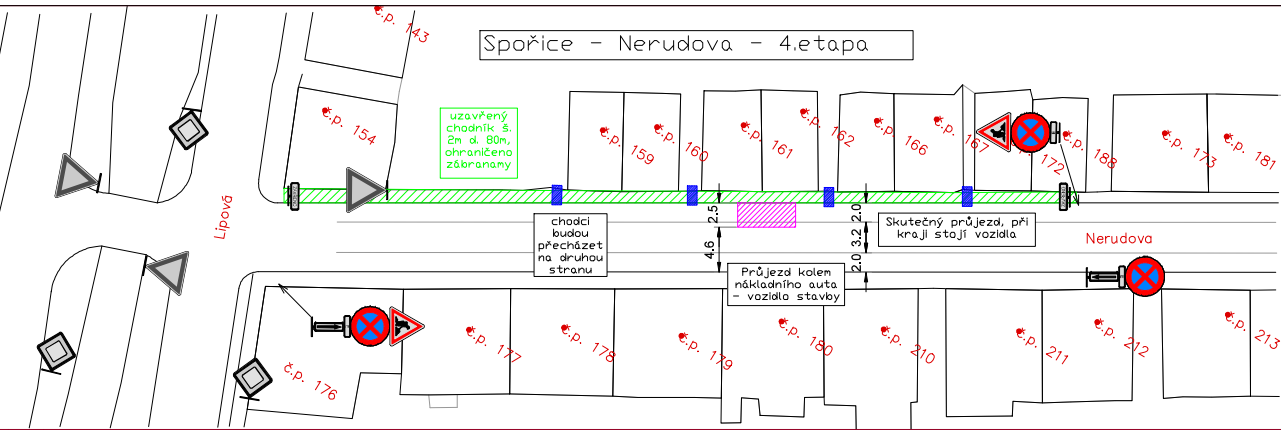 Spořice - Nerudova - 4.etapa
č.p. 143
č.p. 154
uzavřený
chodník š.
2m d. 80m,
ohraničeno
zábranamy
č.p. 159
č.p. 160
č.p. 161
č.p. 162
č.p. 166
č.p. 167
č.p. 172
č.p. 188
č.p. 173
č.p. 181
Lipová
chodci
budou
přecházet
na druhou
stranu
2.5
4.6
2.0
3.2
2.0
Skutečný průjezd, při
kraji stojí vozidla
Nerudova
Průjezd kolem
nákladního auta
- vozidlo stavby
č.p. 176
č.p. 177
č.p. 178
č.p. 179
č.p. 180
č.p. 210
č.p. 211
č.p. 212
č.p. 213